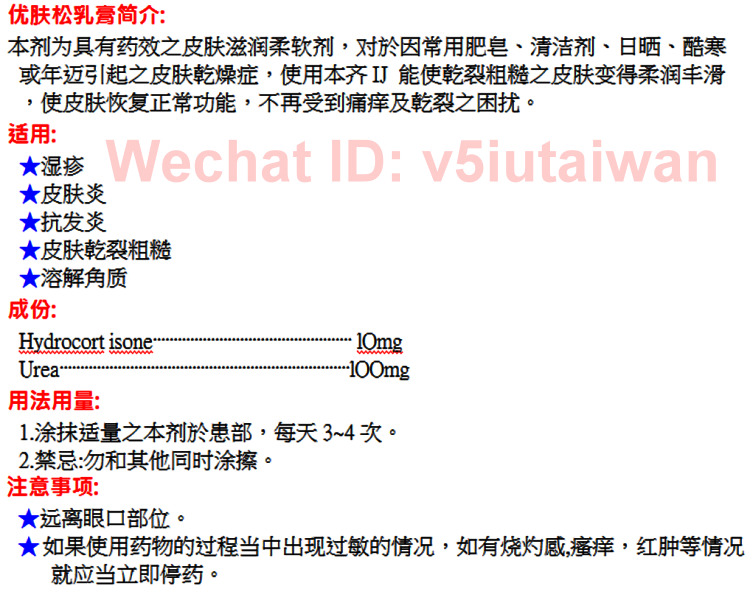 优肤松乳膏简介:
本剂为具有药效之皮肤滋润柔软剂，对於因常用肥皂、清洁剂、日晒、酷寒
或年迈引起之皮肤乾燥症，使用本齐IJ 能使乾裂粗糙之皮肤变得柔润丰滑
，使皮肤恢复正常功能，不再受到痛痒及乾裂之困扰。
适用:
Wechat ID: v5iutaiwan
★湿疹
★皮肤炎
★抗发炎
★皮肤乾裂粗糙
★溶解角质
成份:
Hydrocort isone·················································· lOmg
Urea·······································································lOOmg
用法用量:
1.涂抹适量之本剂於患部，每天 3~4 次。
2.禁忌:勿和其他同时涂擦。
注意事项:
★远离眼口部位。
★如果使用药物的过程当中出现过敏的情况，如有烧灼感,瘙痒，红肿等情况
就应当立即停药。